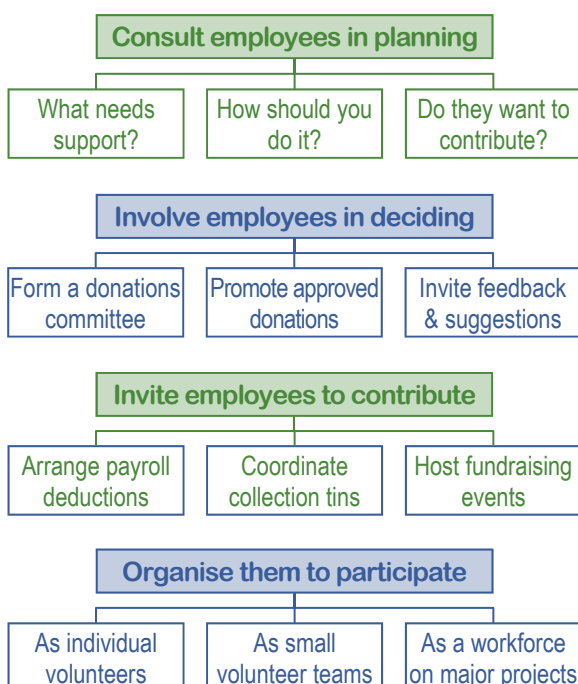 Consult employees in planning
What needs
support?
How should you
do it?
Do they want to
contribute?
Involve employees in deciding
Form a donations
committee
Promote approved
donations
Invite feedback
& suggestions
Invite employees to contribute
Arrange payroll
deductions
Coordinate
collection tins
Host fundraising
events
Organise them to participate
As individual
volunteers
As small
volunteer teams
As a workforce
on major projects